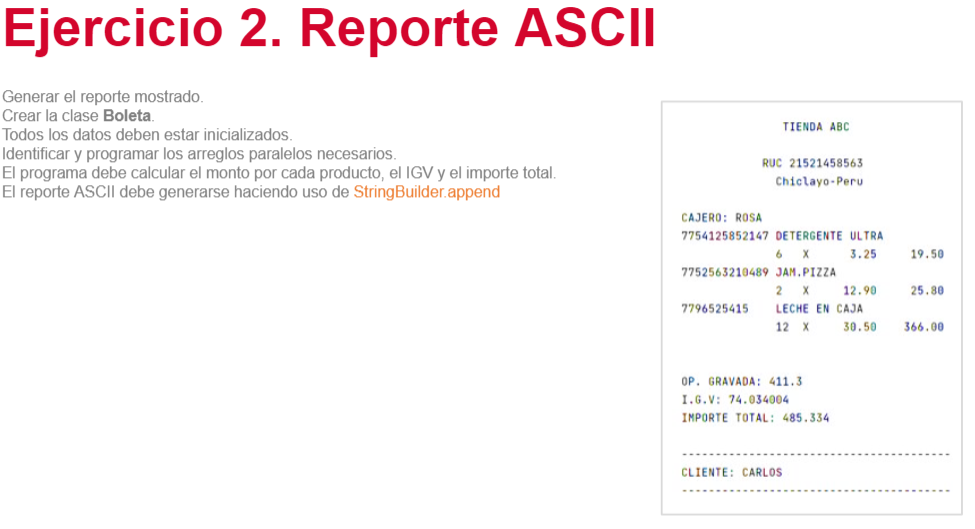 Ejercicio 2. Reporte ASCII
Generar el reporte mostrado.
Crear la clase Boleta.
Todos los datos deben estar inicializados.
Identificar y programar los arreglos paralelos necesarios.
El programa debe calcular el monto por cada producto, el IGV y el importe total.
El reporte ASCII debe generarse haciendo uso de StringBuilder.append
TIENDA ABC
RUC 21521458563
Chiclayo-Peru
CAJERO: ROSA
7754125852147 DETERGENTE ULTRA
6 X 3.25 19.50
7752563210489 JAM.PIZZA
2 X 12.90 25.80
7796525415 LECHE EN CAJA
12 X 30.50 366.00
OP. GRAVADA: 411.3
I.G.V: 74.034004
IMPORTE TOTAL: 485.334
----------------------------------------
CLIENTE: CARLOS
----------------------------------------